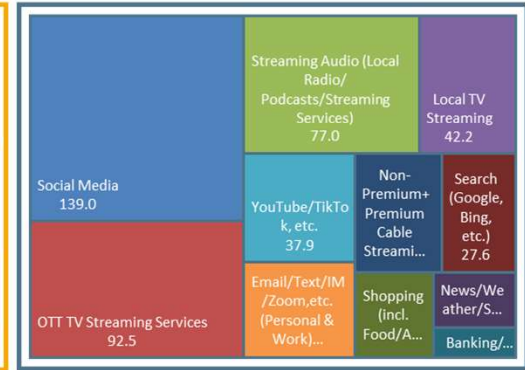 Social Media
139.0
OTT TV Streaming Services
92.5
Streaming Audio (Local
Radio/
Podcasts/Streaming
Services)
77.0
Local TV
Streaming
42.2
YouTube/TikTo
k, etc.
37.9
Non-
Premium+
Premium
Cable
Streami...
Search
(Google,
Bing,
etc.)
27.6
Email/Text/IM
/Zoom,etc.
(Personal &
Work)...
Shopping
(incl.
Food/A...
News/We
ather/S...
Banking/...